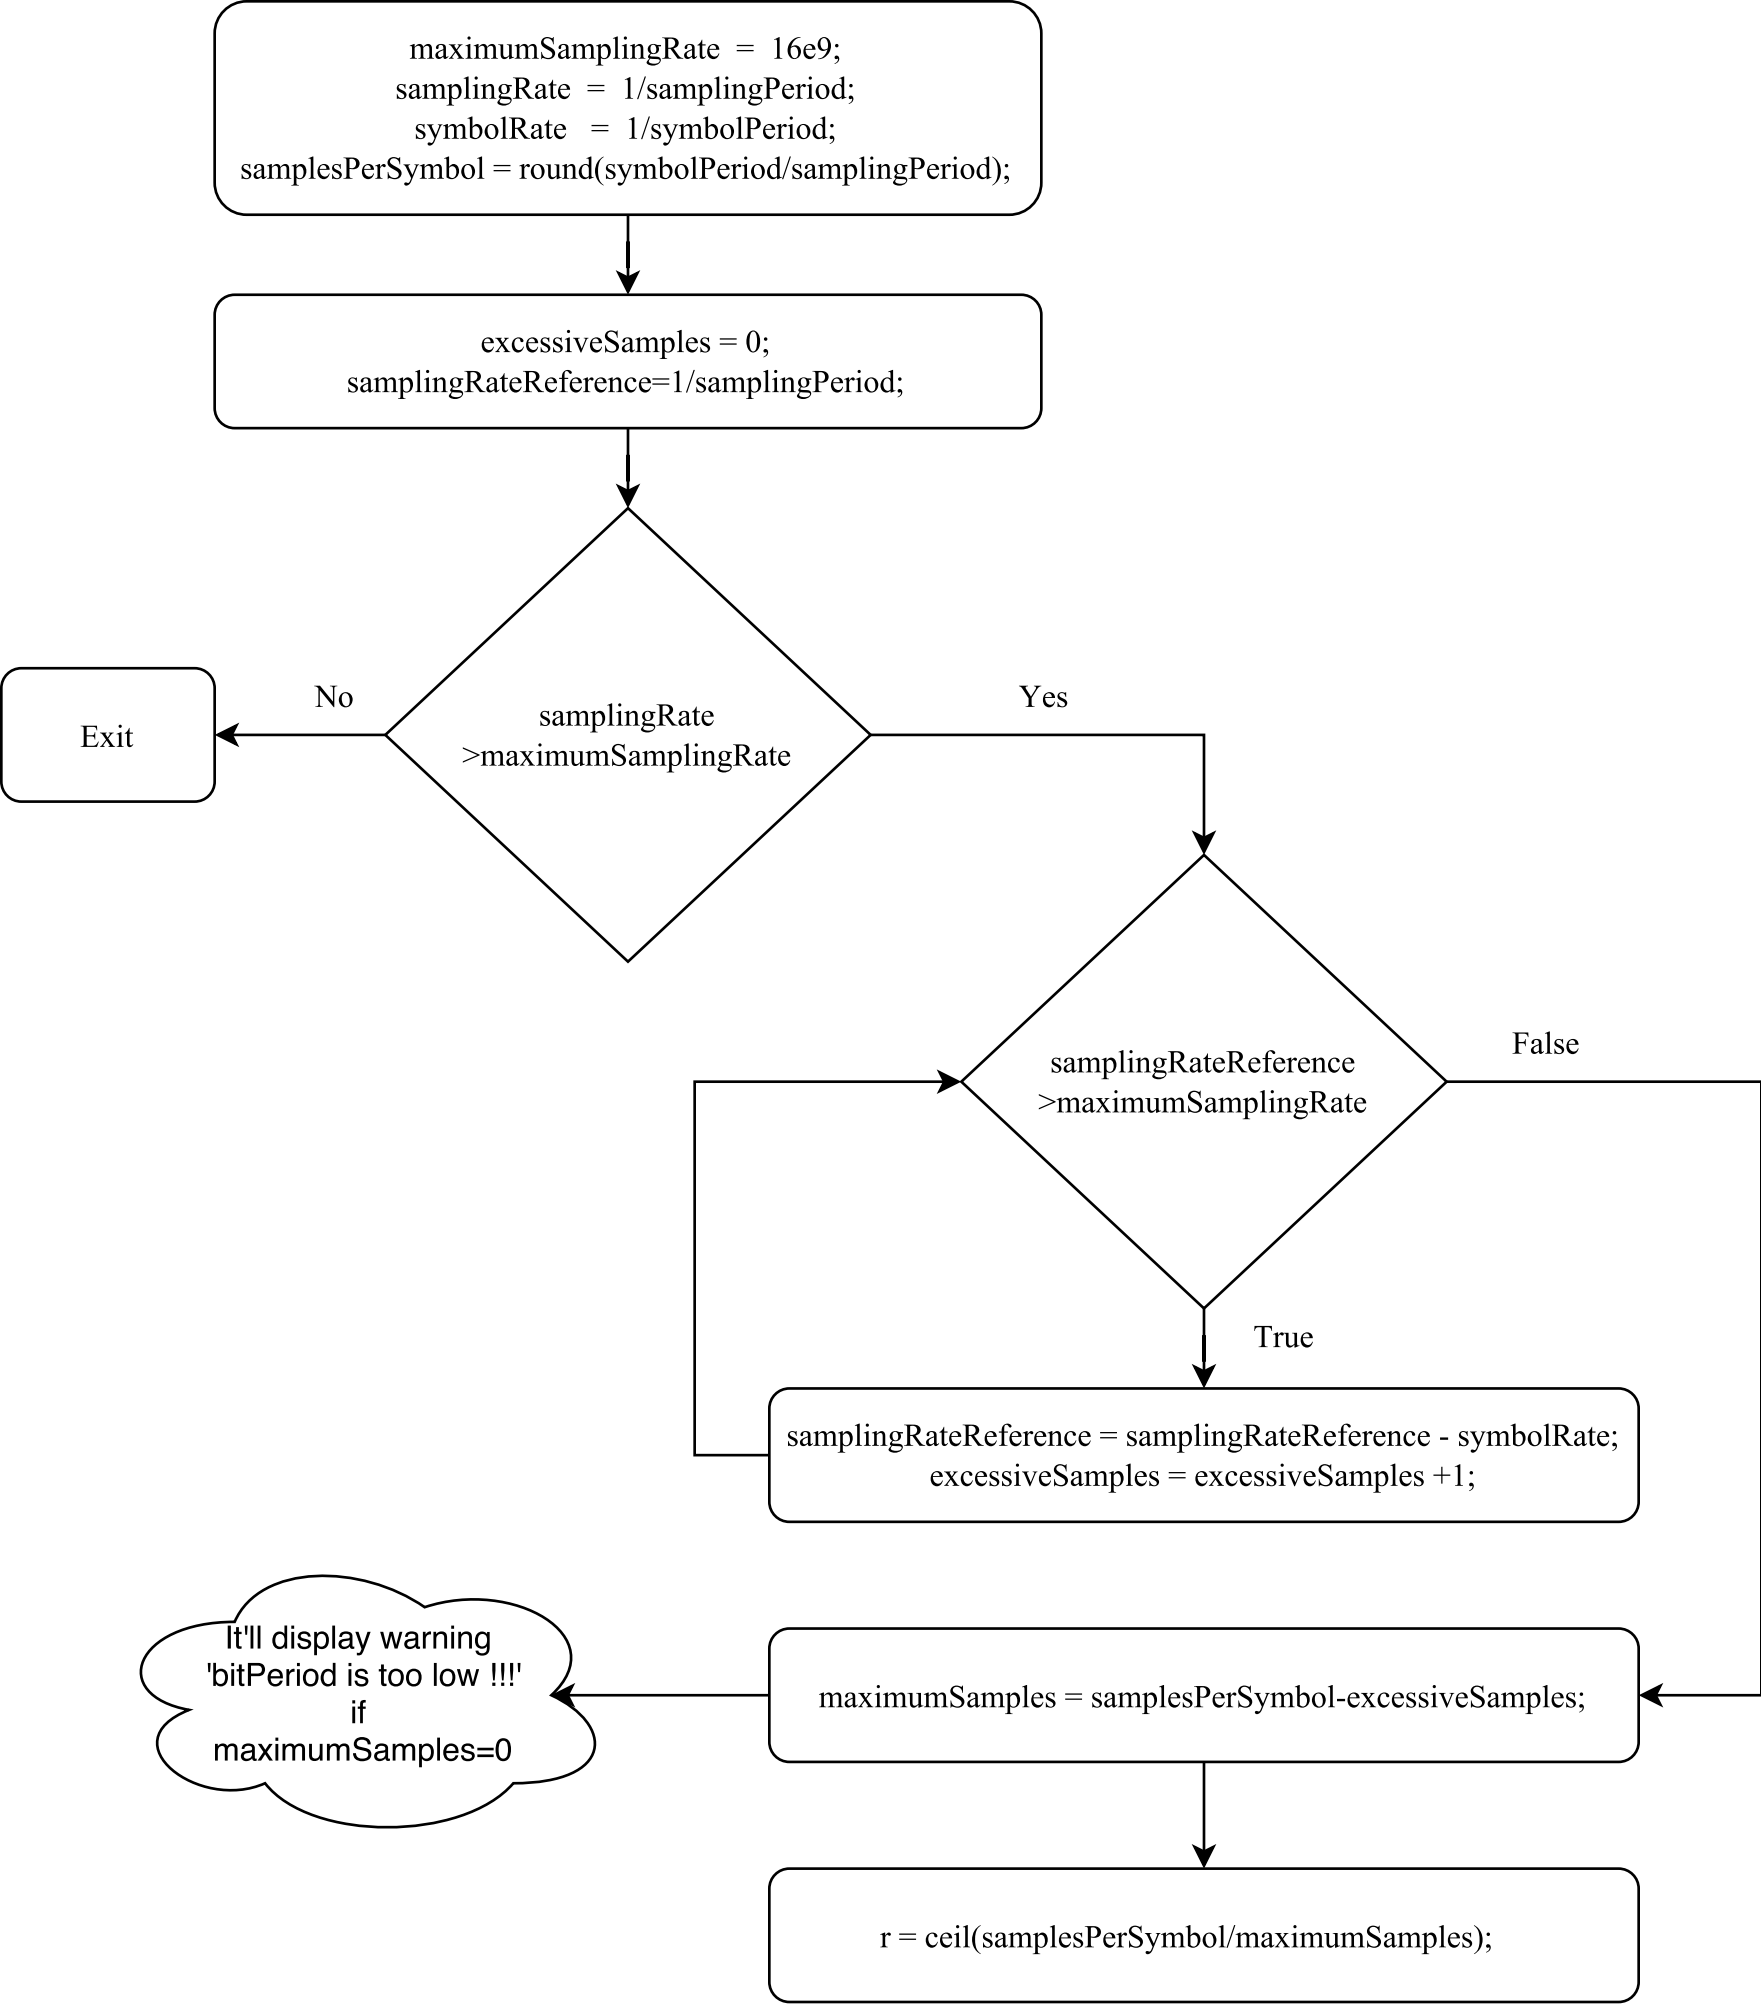 maximumSamplingRate = 16e9;
samplingRate = 1/samplingPeriod;
symbolRate = 1/symbolPeriod;
samplesPerSymbol = round(symbolPeriod/samplingPeriod);
excessiveSamples = 0;
samplingRateReference=1/samplingPeriod;
No
Yes
samplingRate
>maximumSamplingRate
Exit
False
samplingRateReference
>maximumSamplingRate
True
samplingRateReference = samplingRateReference - symbolRate;
excessiveSamples = excessiveSamples +1;
It'll display warning
'bitPeriod is too low !!!'
if
maximumSamples=0
maximumSamples = samplesPerSymbol-excessiveSamples;
r = ceil(samplesPerSymbol/maximumSamples);